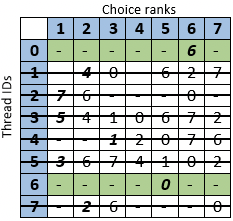 Choice ranks
1 2 3 4 5 6 7
Thread IDs
0 - - - - - 6 -
1 4 0 6 2 7
2 7 6 - - - 0 -
3 5 4 1 0 6 7 2
4 - - 1 2 0 7 6
5 3 6 7 4 1 0 2
6 - - - - 0 - -
7 - 2 6 - - - 0